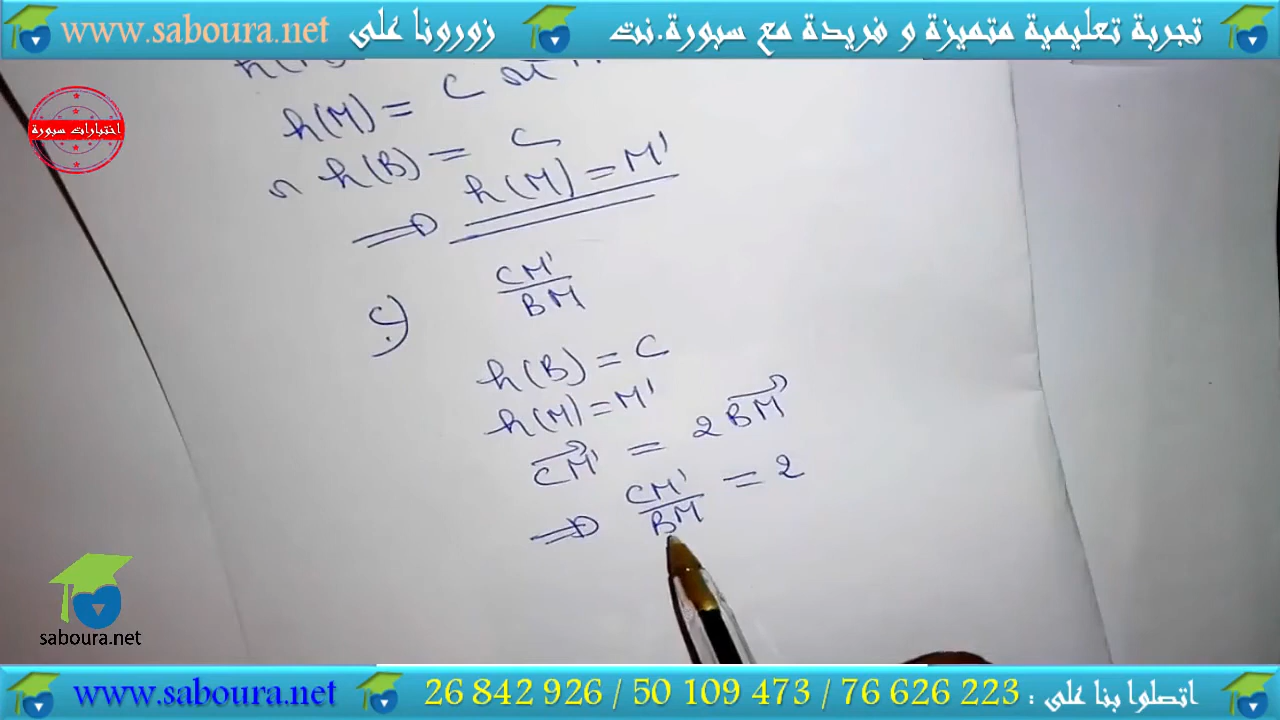 تجربة تعليمية متميزة و فريدة مع سبورة.نت زورونا على www.saboura.net
h(M) =
اختبارات سبورة
h(B) = C
⟹ h(M) = M'
c) CM'/BM
h(B) = C
h(M) = M'
CM' = 2 BM
⟹ CM'/BM = 2
saboura.net
www.saboura.net
اتصلوا بنا على : 26 842 926 / 50 109 473 / 76 626 223